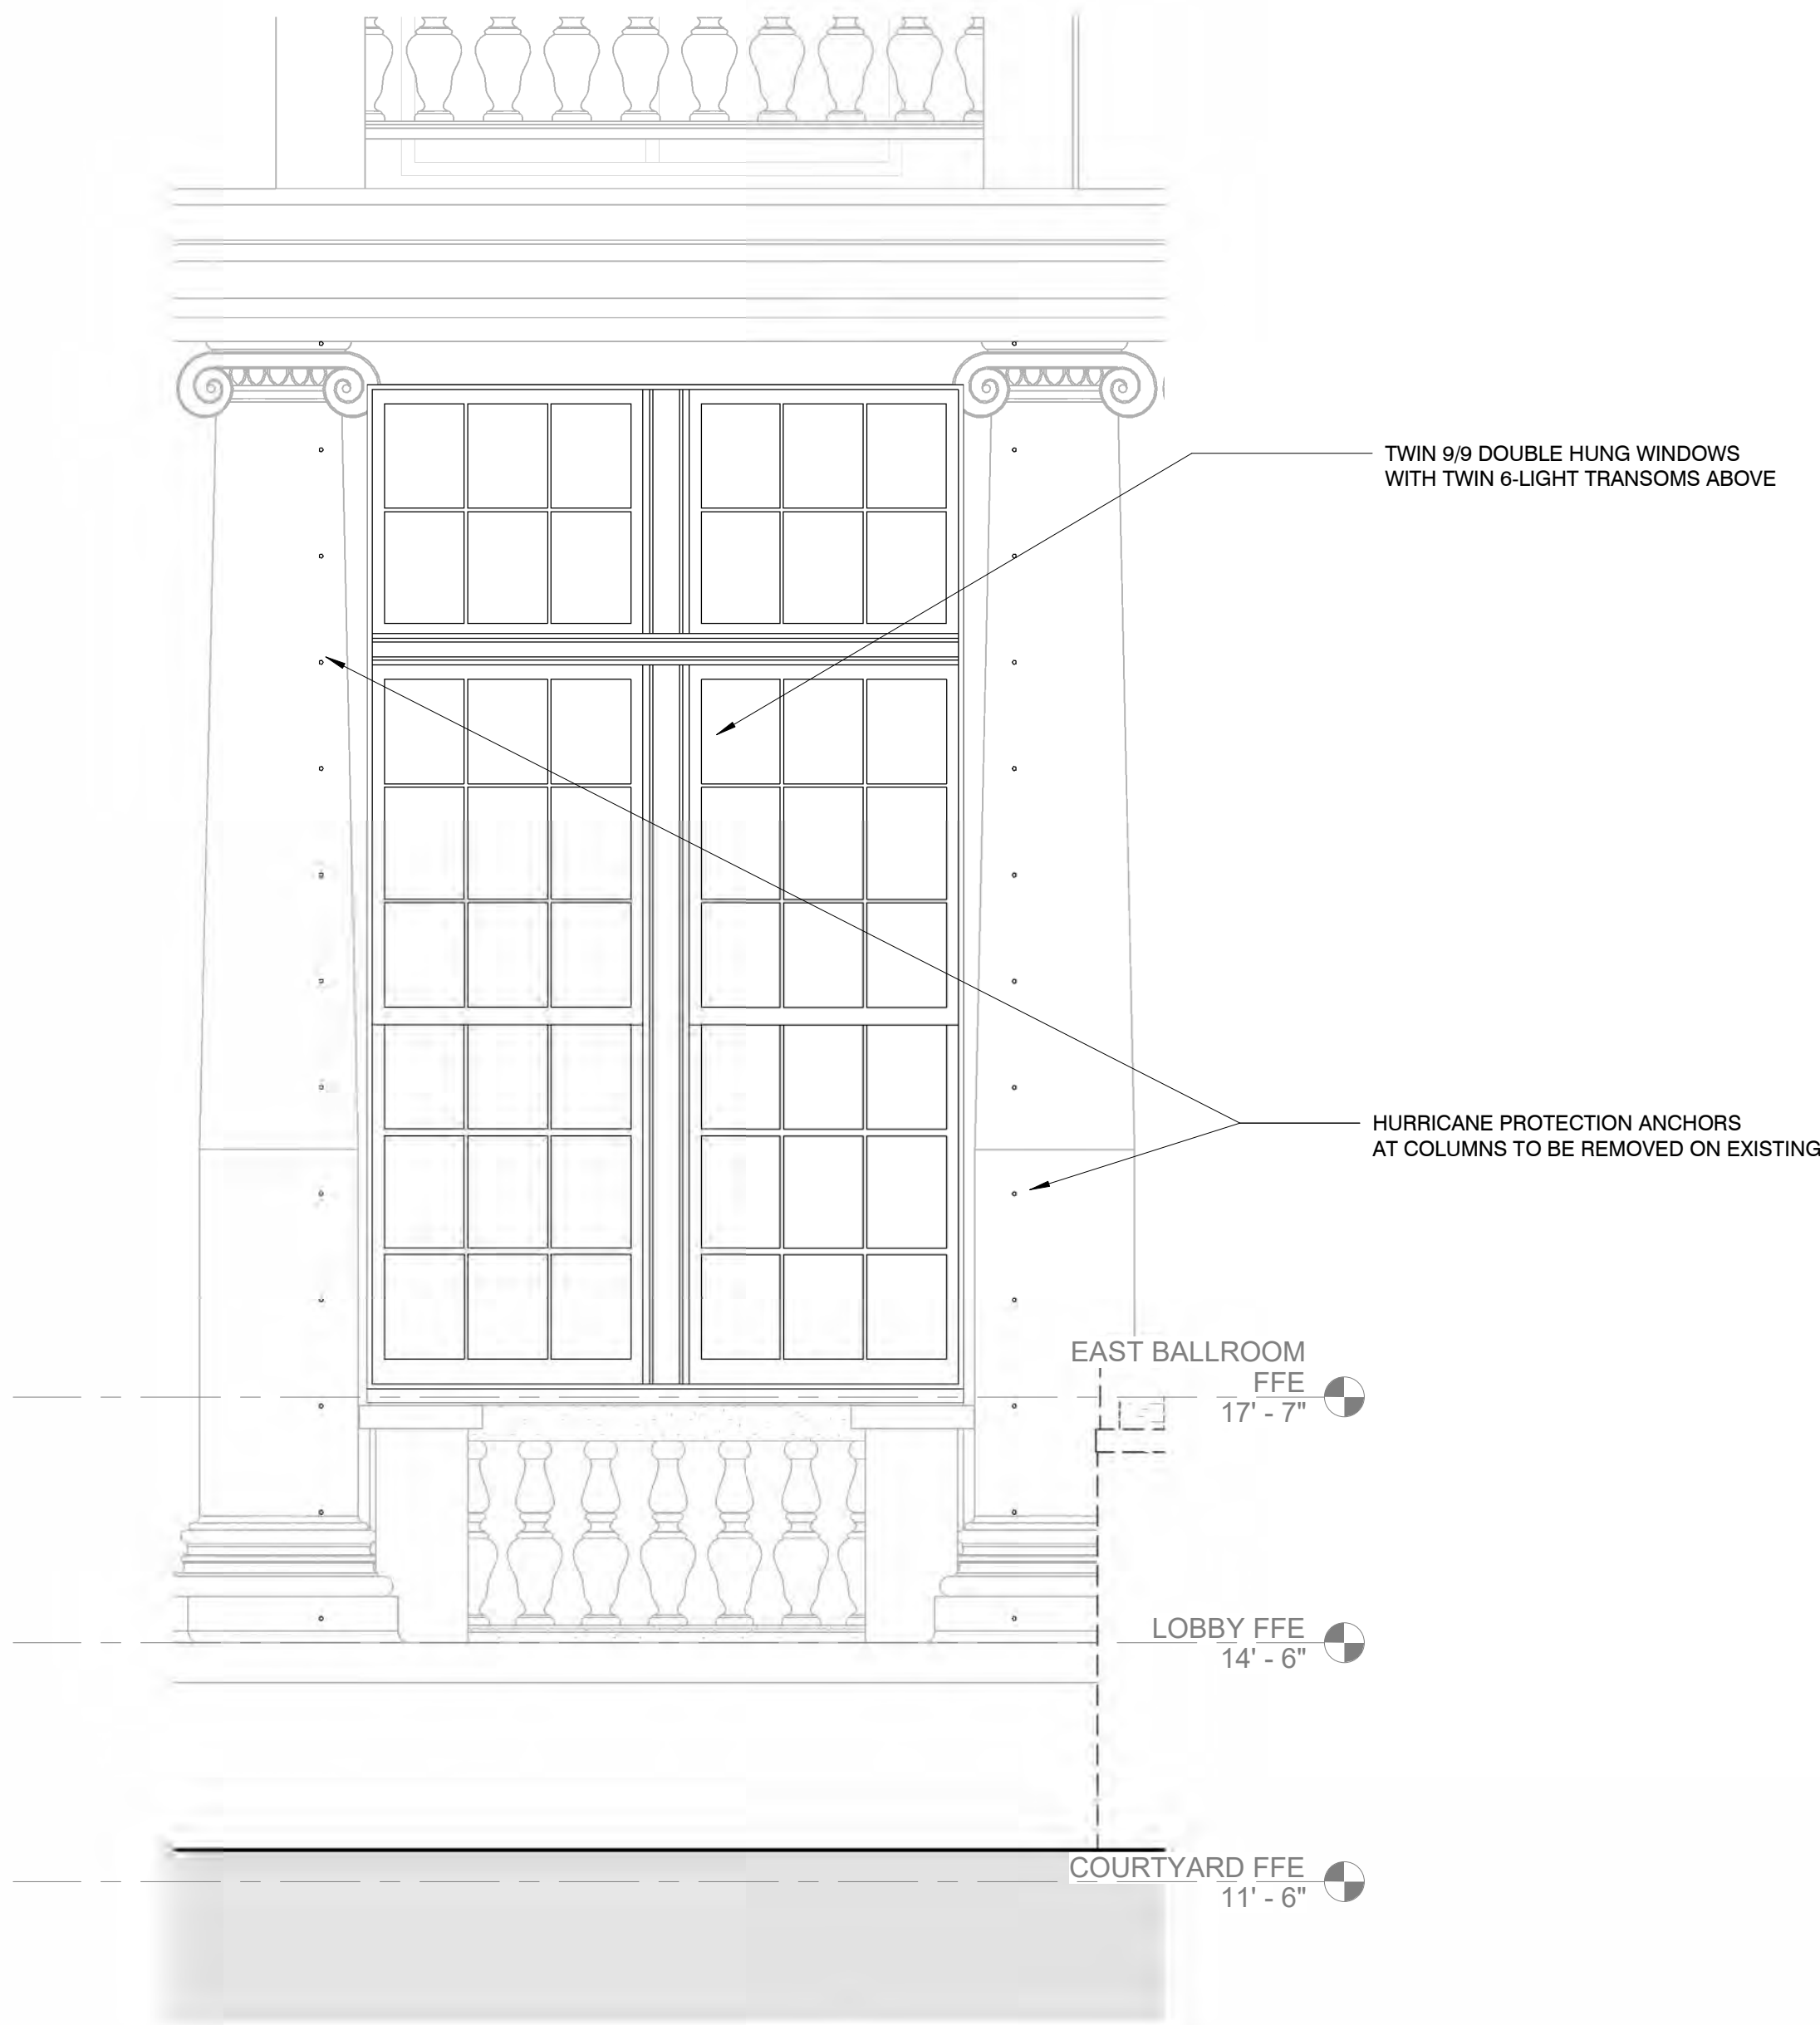 TWIN 9/9 DOUBLE HUNG WINDOWS
WITH TWIN 6-LIGHT TRANSOMS ABOVE
HURRICANE PROTECTION ANCHORS
AT COLUMNS TO BE REMOVED ON EXISTING
EAST BALLROOM
FFE
17' - 7"
LOBBY FFE
14' - 6"
COURTYARD FFE
11' - 6"